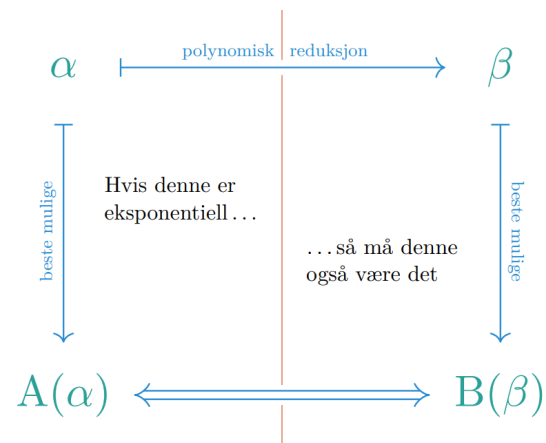 polynomisk reduksjon
α β
beste mulige
Hvis denne er
eksponentiell ...
... så må denne
også være det
beste mulige
A(α) B(β)